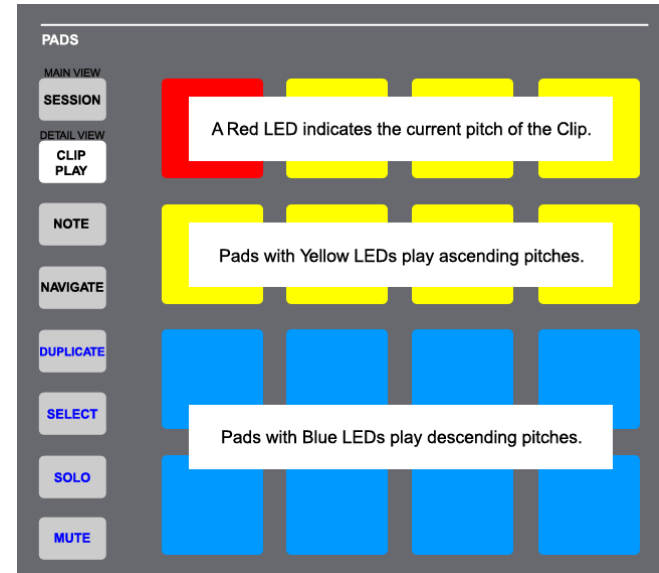 PADS
MAIN VIEW
SESSION
A Red LED indicates the current pitch of the Clip.
DETAIL VIEW
CLIP
PLAY
NOTE
Pads with Yellow LEDs play ascending pitches.
NAVIGATE
DUPLICATE
SELECT
Pads with Blue LEDs play descending pitches.
SOLO
MUTE